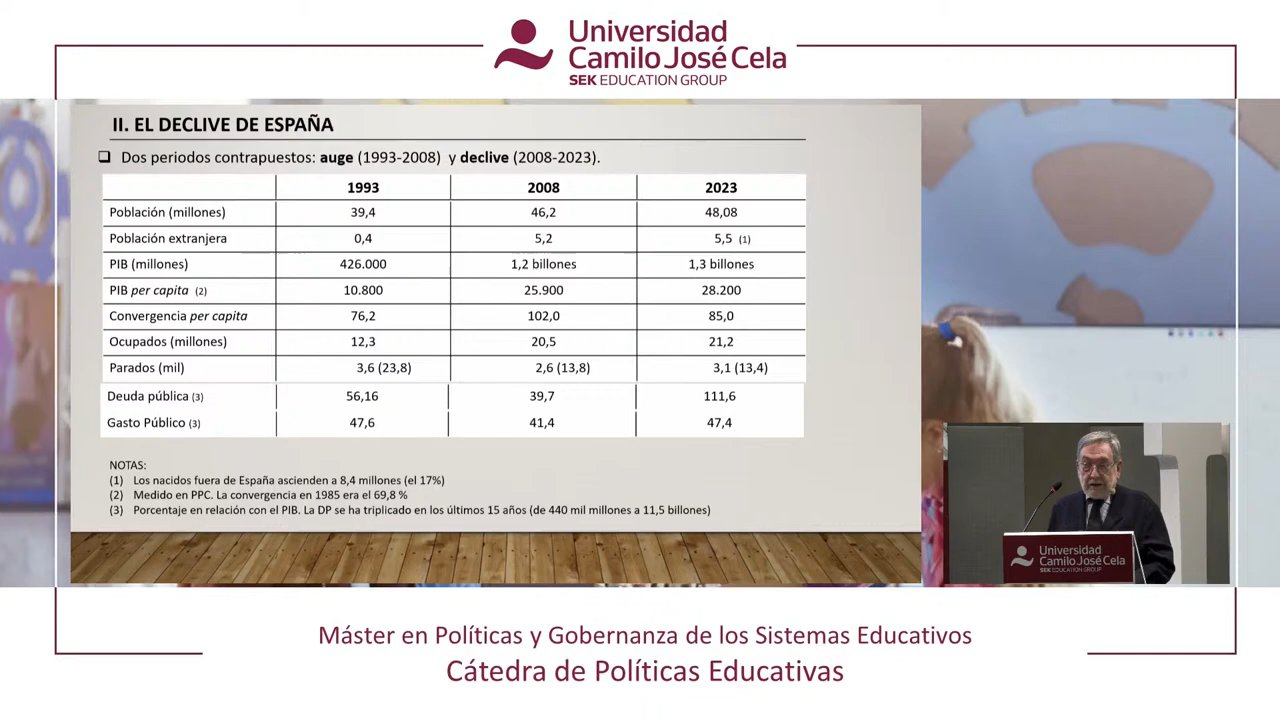 Universidad
Camilo José Cela
SEK EDUCATION GROUP
II. EL DECLIVE DE ESPAÑA
Dos periodos contrapuestos: auge (1993-2008) y declive (2008-2023).
1993 2008 2023
Población (millones) 39,4 46,2 48,08
Población extranjera 0,4 5,2 5,5 (1)
PIB (millones) 426.000 1,2 billones 1,3 billones
PIB per capita (2) 10.800 25.900 28.200
Convergencia per capita 76,2 102,0 85,0
Ocupados (millones) 12,3 20,5 21,2
Parados (mil) 3,6 (23,8) 2,6 (13,8) 3,1 (13,4)
Deuda pública (3) 56,16 39,7 111,6
Gasto Público (3) 47,6 41,4 47,4
NOTAS:
(1) Los nacidos fuera de España ascienden a 8,4 millones (el 17%)
(2) Medido en PPC. La convergencia en 1985 era el 69,8 %
(3) Porcentaje en relación con el PIB. La DP se ha triplicado en los últimos 15 años (de 440 mil millones a 11,5 billones)
Universidad
Camilo José Cela
SEK EDUCATION GROUP
Máster en Políticas y Gobernanza de los Sistemas Educativos
Cátedra de Políticas Educativas